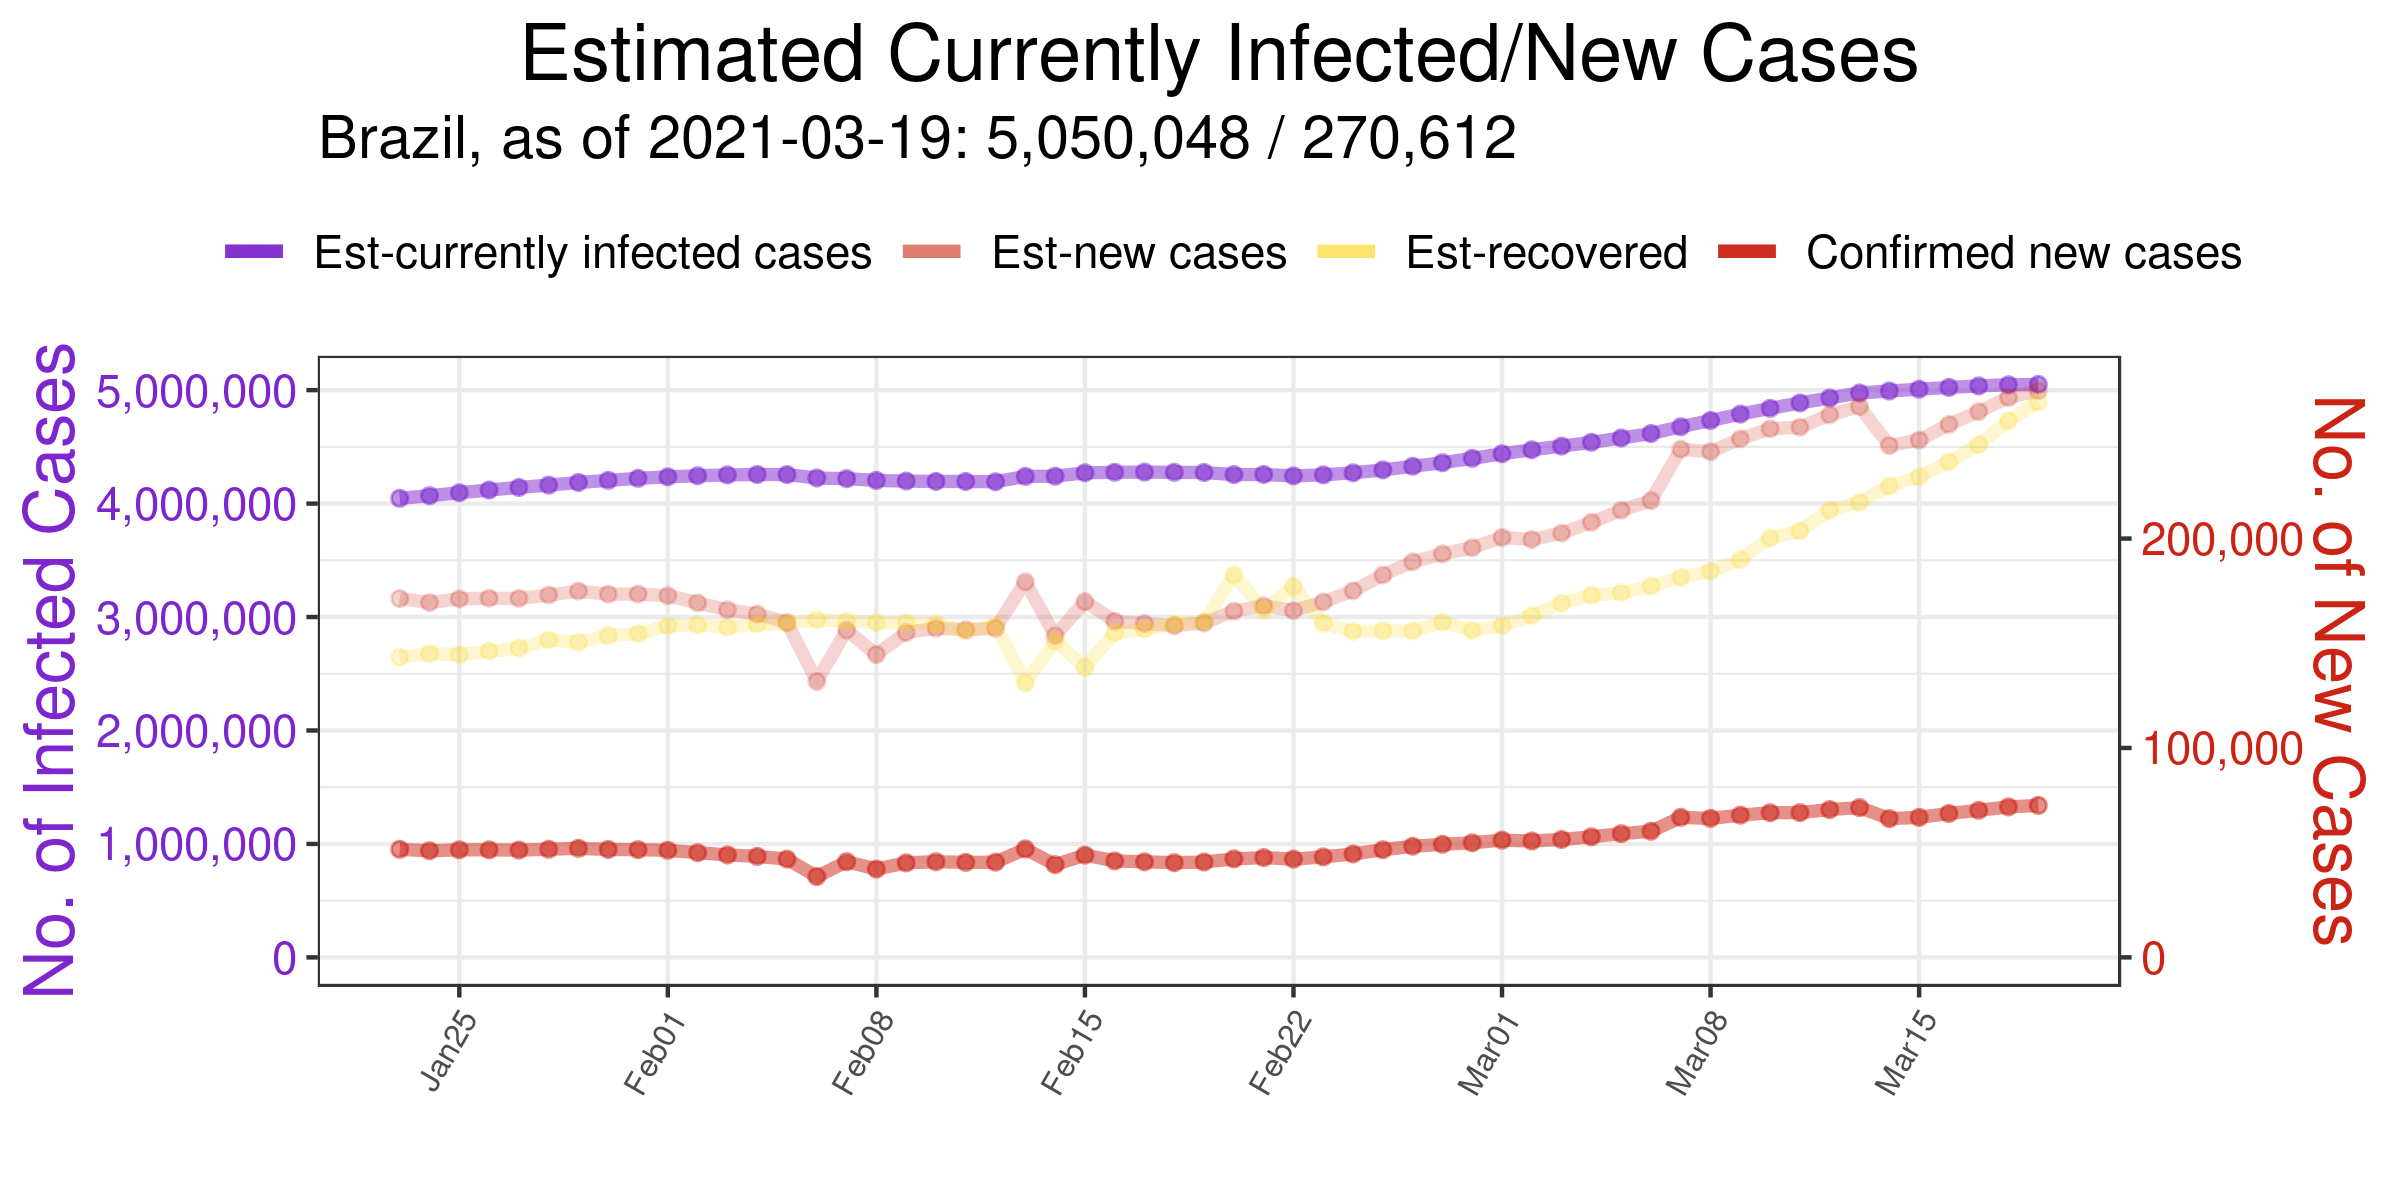 Estimated Currently Infected/New Cases
Brazil, as of 2021-03-19: 5,050,048 / 270,612
Est-currently infected cases Est-new cases Est-recovered Confirmed new cases
No. of Infected Cases
5,000,000
4,000,000
3,000,000
2,000,000
1,000,000
0
200,000
100,000
0
No. of New Cases
Jan25 Feb01 Feb08 Feb15 Feb22 Mar01 Mar08 Mar15